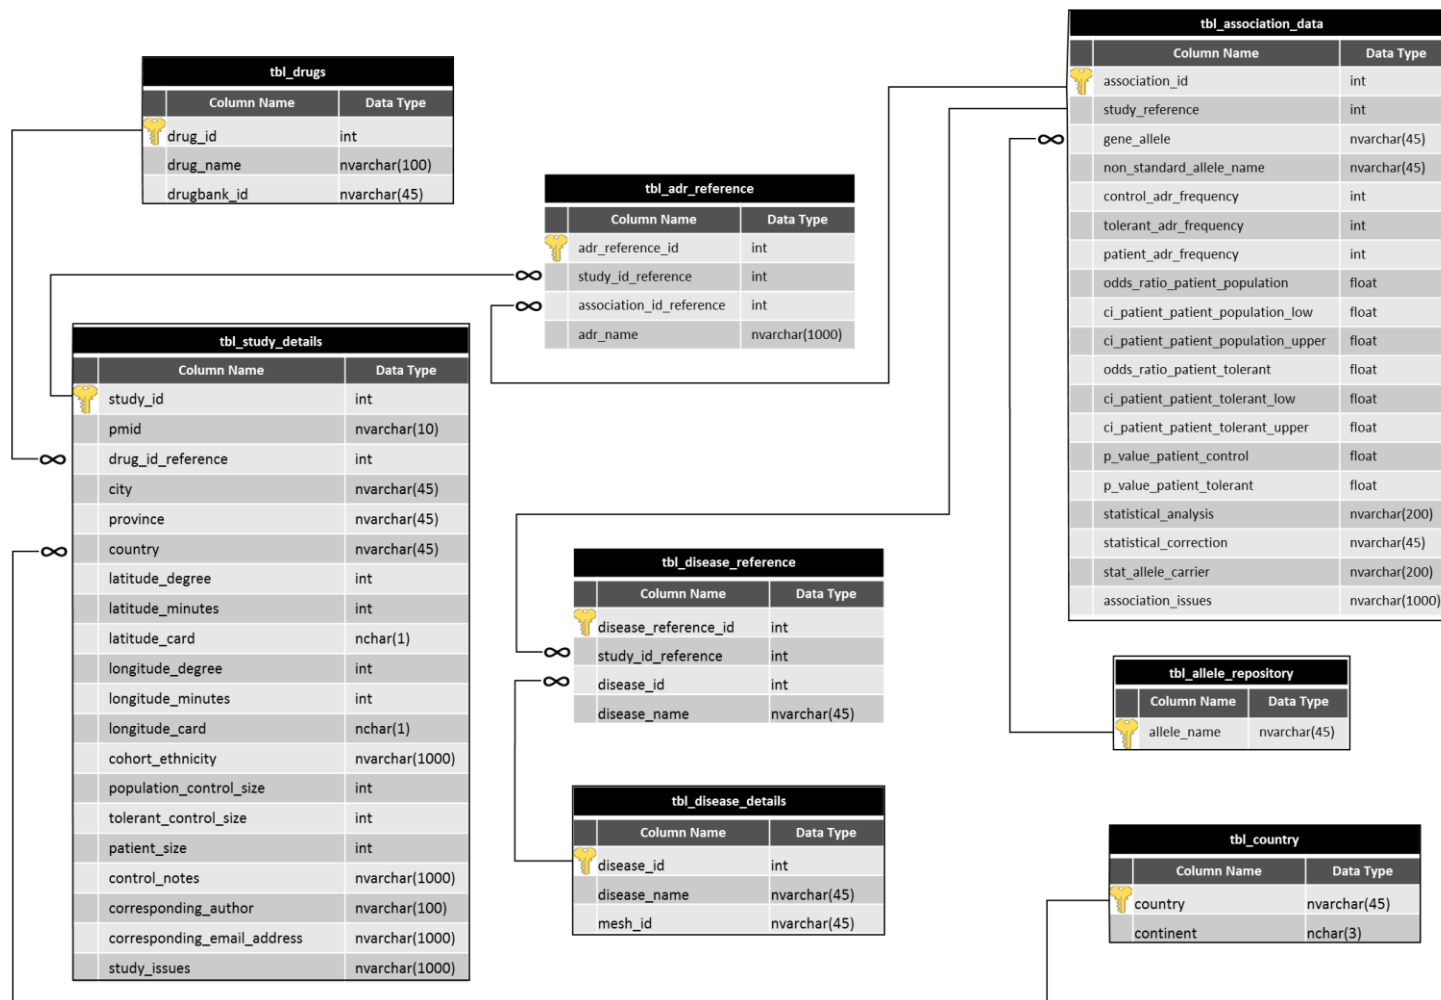 tbl_drugs
Column Name Data Type
drug_id int
drug_name nvarchar(100)
drugbank_id nvarchar(45)
tbl_study_details
Column Name Data Type
study_id int
pmid nvarchar(10)
drug_id_reference int
city nvarchar(45)
province nvarchar(45)
country nvarchar(45)
latitude_degree int
latitude_minutes int
latitude_card nchar(1)
longitude_degree int
longitude_minutes int
longitude_card nchar(1)
cohort_ethnicity nvarchar(1000)
population_control_size int
tolerant_control_size int
patient_size int
control_notes nvarchar(1000)
corresponding_author nvarchar(100)
corresponding_email_address nvarchar(1000)
study_issues nvarchar(1000)
tbl_adr_reference
Column Name Data Type
adr_reference_id int
study_id_reference int
association_id_reference int
adr_name nvarchar(1000)
tbl_disease_reference
Column Name Data Type
disease_reference_id int
study_id_reference int
disease_id int
disease_name nvarchar(45)
tbl_disease_details
Column Name Data Type
disease_id int
disease_name nvarchar(45)
mesh_id nvarchar(45)
tbl_association_data
Column Name Data Type
association_id int
study_reference int
gene_allele nvarchar(45)
non_standard_allele_name nvarchar(45)
control_adr_frequency int
tolerant_adr_frequency int
patient_adr_frequency int
odds_ratio_patient_population float
ci_patient_patient_population_low float
ci_patient_patient_population_upper float
odds_ratio_patient_tolerant float
ci_patient_patient_tolerant_low float
ci_patient_patient_tolerant_upper float
p_value_patient_control float
p_value_patient_tolerant float
statistical_analysis nvarchar(200)
statistical_correction nvarchar(45)
stat_allele_carrier nvarchar(200)
association_issues nvarchar(1000)
tbl_allele_repository
Column Name Data Type
allele_name nvarchar(45)
tbl_country
Column Name Data Type
country nvarchar(45)
continent nchar(3)